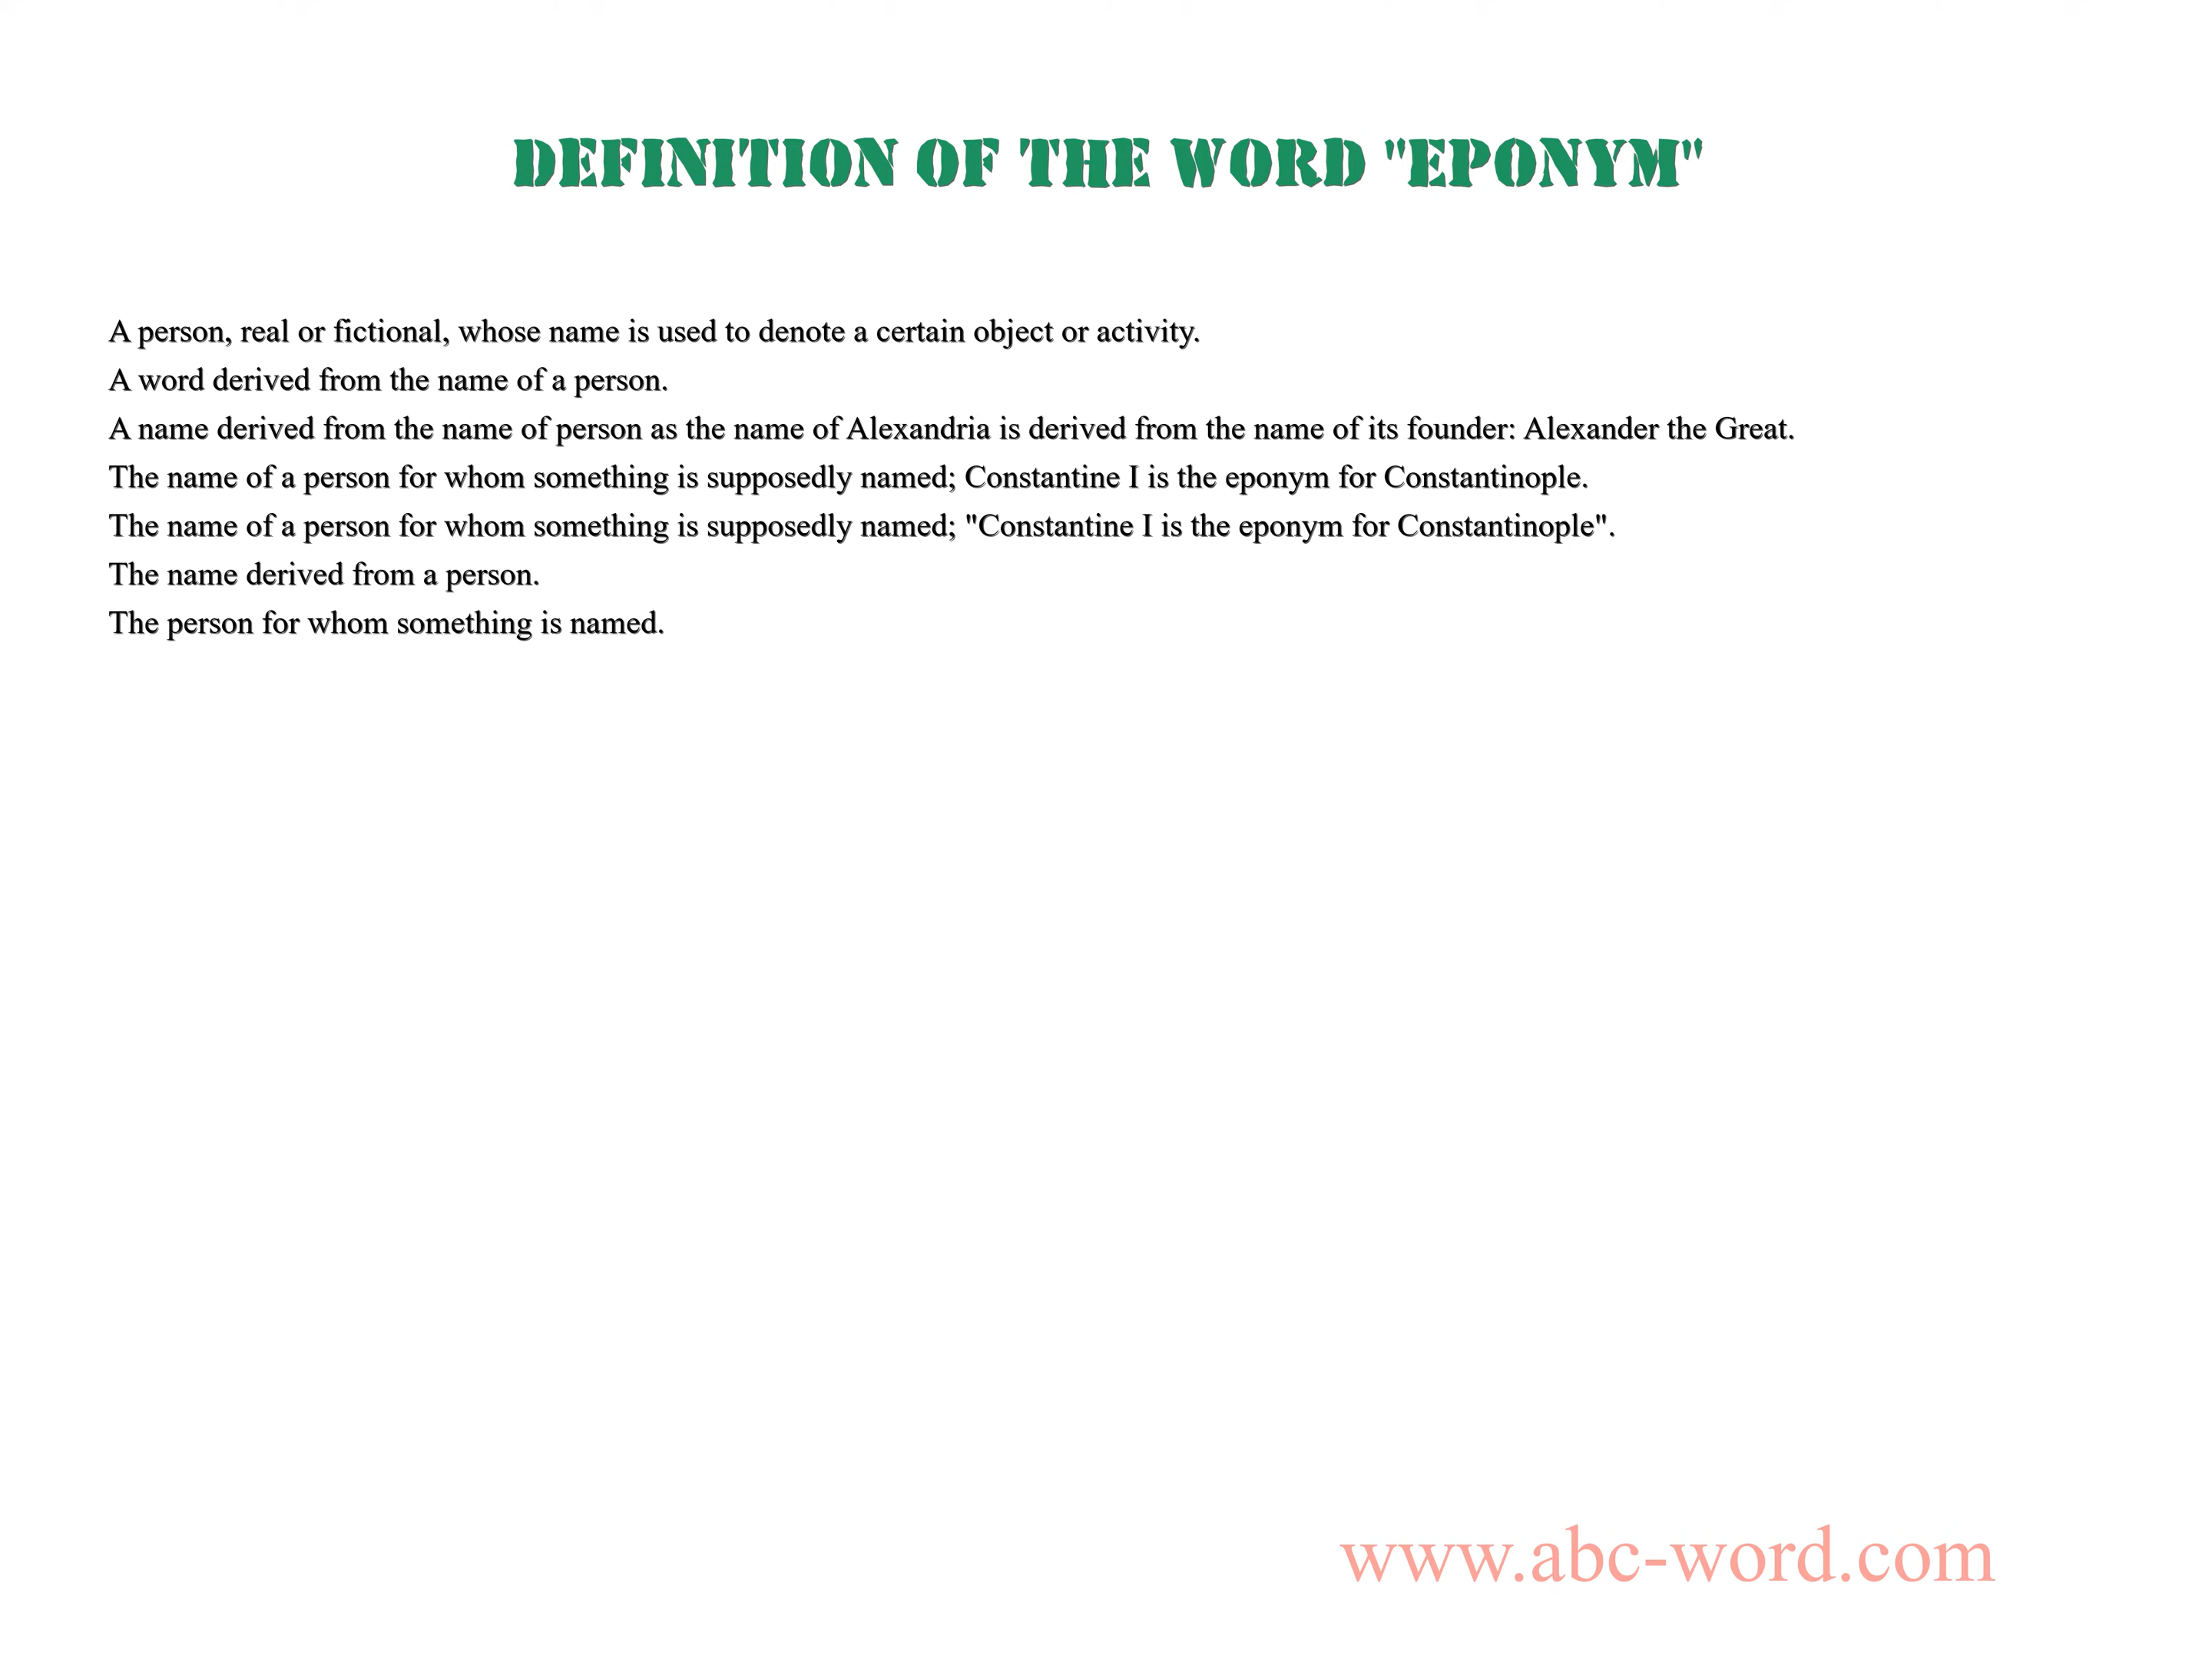 DEFINITION OF THE WORD "EPONYM"
A person, real or fictional, whose name is used to denote a certain object or activity.
A word derived from the name of a person.
A name derived from the name of person as the name of Alexandria is derived from the name of its founder: Alexander the Great.
The name of a person for whom something is supposedly named; Constantine I is the eponym for Constantinople.
The name of a person for whom something is supposedly named; "Constantine I is the eponym for Constantinople".
The name derived from a person.
The person for whom something is named.
www.abc-word.com